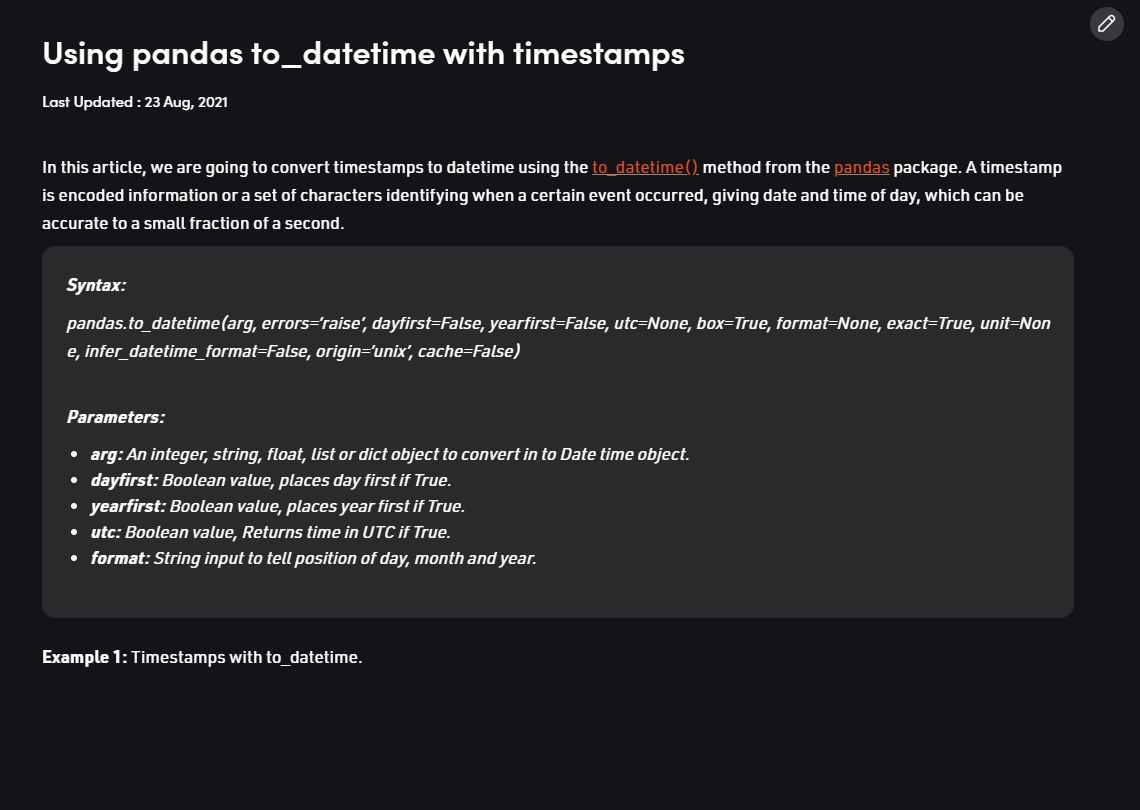 Using pandas to_datetime with timestamps
Last Updated : 23 Aug, 2021
In this article, we are going to convert timestamps to datetime using the to_datetime() method from the pandas package. A timestamp
is encoded information or a set of characters identifying when a certain event occurred, giving date and time of day, which can be
accurate to a small fraction of a second.
Syntax:
pandas.to_datetime(arg, errors=’raise’, dayfirst=False, yearfirst=False, utc=None, box=True, format=None, exact=True, unit=Non
e, infer_datetime_format=False, origin=’unix’, cache=False)
Parameters:
• arg: An integer, string, float, list or dict object to convert in to Date time object.
• dayfirst: Boolean value, places day first if True.
• yearfirst: Boolean value, places year first if True.
• utc: Boolean value, Returns time in UTC if True.
• format: String input to tell position of day, month and year.
Example 1: Timestamps with to_datetime.